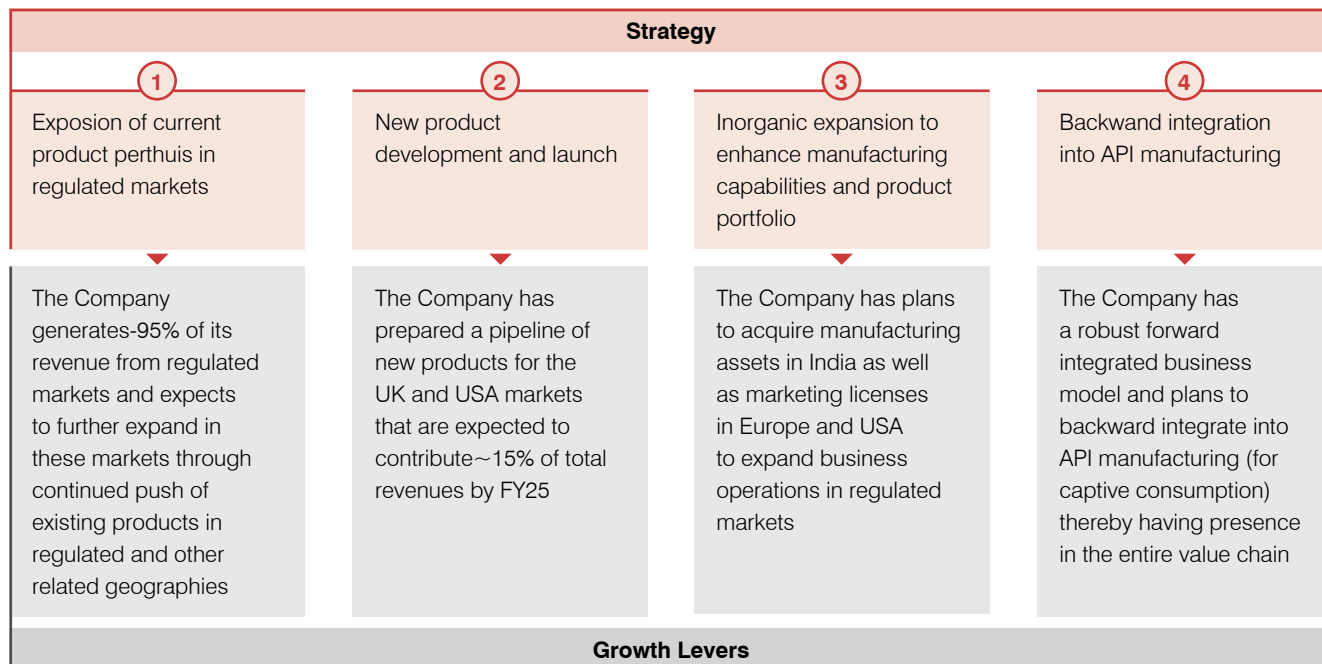 Strategy
1
Exposion of current
product perthuis in
regulated markets
The Company
generates-95% of its
revenue from regulated
markets and expects
to further expand in
these markets through
continued push of
existing products in
regulated and other
related geographies
2
New product
development and launch
The Company has
prepared a pipeline of
new products for the
UK and USA markets
that are expected to
contribute~15% of total
revenues by FY25
3
Inorganic expansion to
enhance manufacturing
capabilities and product
portfolio
The Company has plans
to acquire manufacturing
assets in India as well
as marketing licenses
in Europe and USA
to expand business
operations in regulated
markets
4
Backwand integration
into API manufacturing
The Company has
a robust forward
integrated business
model and plans to
backward integrate into
API manufacturing (for
captive consumption)
thereby having presence
in the entire value chain
Growth Levers